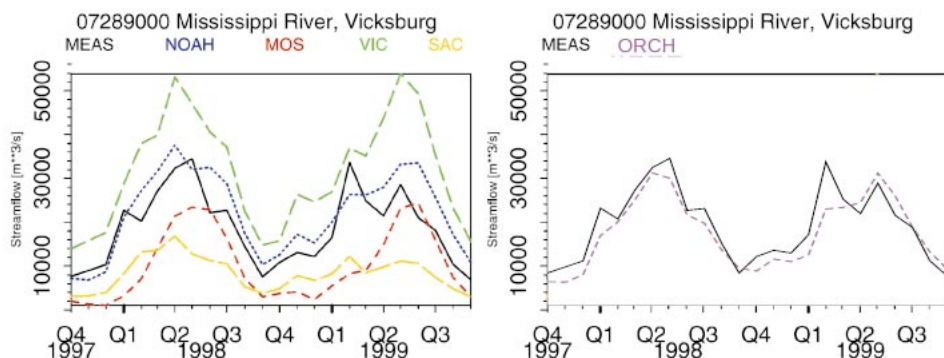 07289000 Mississippi River, Vicksburg
MEAS NOAH MOS VIC SAC
Streamflow [m**3/s]
50000
30000
10000
Q4 Q1 Q2 Q3 Q4 Q1 Q2 Q3
1997 1998 1999
07289000 Mississippi River, Vicksburg
MEAS ORCH
Streamflow [m**3/s]
50000
30000
10000
Q4 Q1 Q2 Q3 Q4 Q1 Q2 Q3
1997 1998 1999